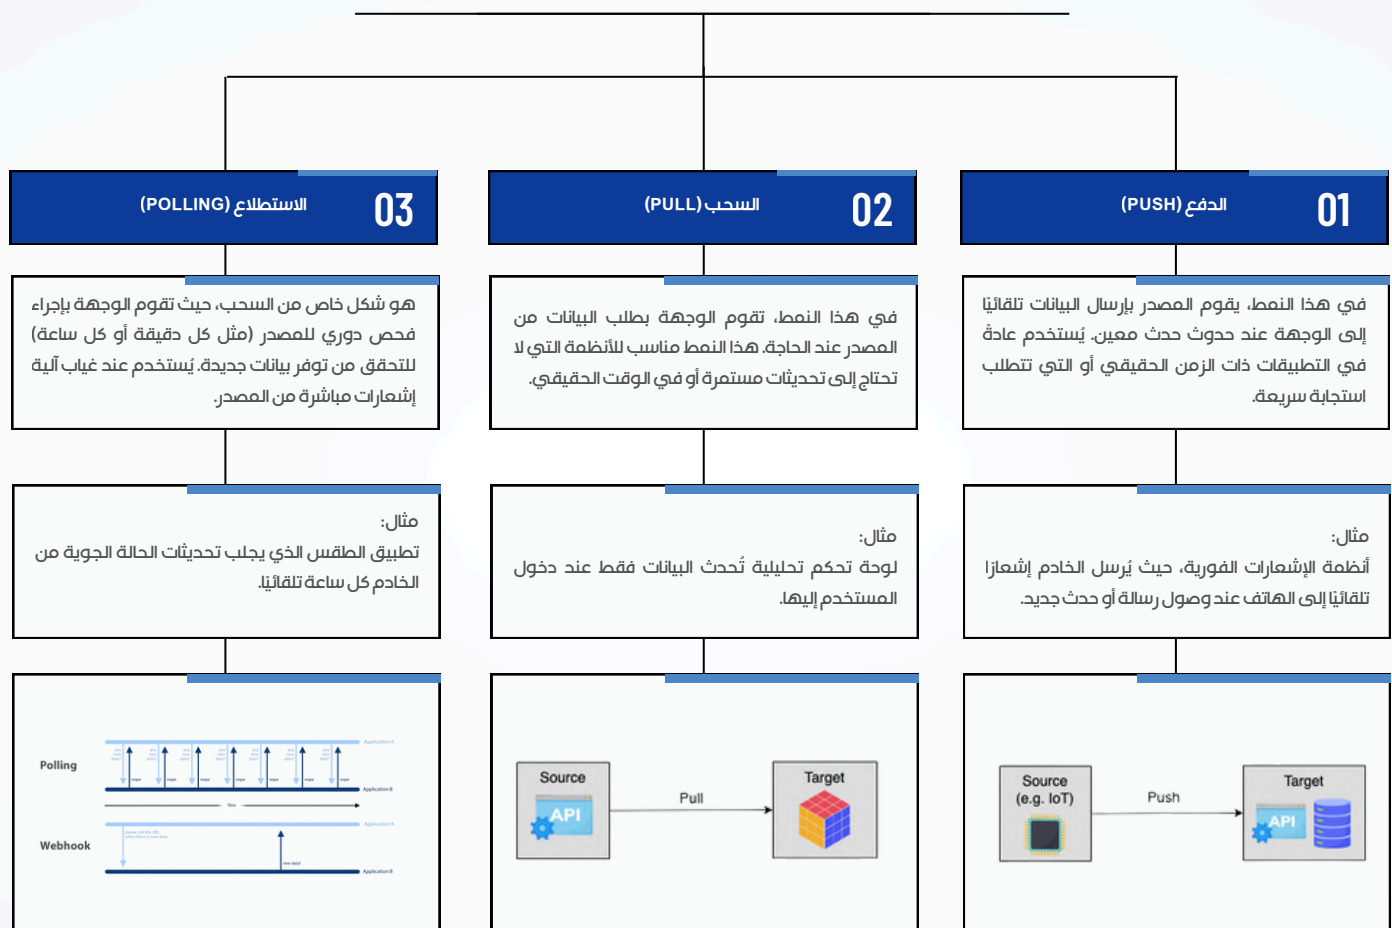 01
الدفع (PUSH)
في هذا النمط، يقوم المصدر بإرسال البيانات تلقائيًا
إلى الوجهة عند حدوث حدث معين. يُستخدم عادةً
في التطبيقات ذات الزمن الحقيقي أو التي تتطلب
استجابة سريعة.
مثال:
أنظمة الإشعارات الفورية، حيث يُرسل الخادم إشعارًا
تلقائيًا إلى الهاتف عند وصول رسالة أو حدث جديد.
Source
(e.g. IoT)
Push
Target
API
02
السحب (PULL)
في هذا النمط، تقوم الوجهة بطلب البيانات من
المصدر عند الحاجة. هذا النمط مناسب للأنظمة التي لا
تحتاج إلى تحديثات مستمرة أو في الوقت الحقيقي.
مثال:
لوحة تحكم تحليلية تُحدث البيانات فقط عند دخول
المستخدم إليها.
Source
API
Pull
Target
03
الاستطلاع (POLLING)
هو شكل خاص من السحب، حيث تقوم الوجهة بإجراء
فحص دوري للمصدر (مثل كل دقيقة أو كل ساعة)
للتحقق من توفر بيانات جديدة. يُستخدم عند غياب آلية
إشعارات مباشرة من المصدر.
مثال:
تطبيق الطقس الذي يجلب تحديثات الحالة الجوية من
الخادم كل ساعة تلقائيًا.
Polling
Application A
Application B
time
Webhook
Application A
new data!
Application B